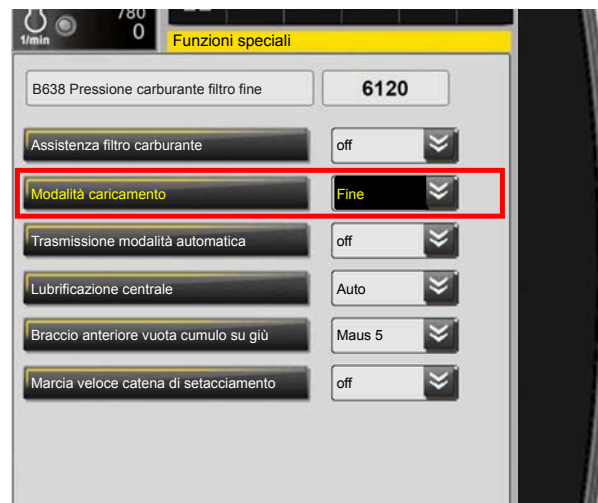 780
1/min 0
Funzioni speciali
B638 Pressione carburante filtro fine 6120
Assistenza filtro carburante off
Modalità caricamento Fine
Trasmissione modalità automatica off
Lubrificazione centrale Auto
Braccio anteriore vuota cumulo su giù Maus 5
Marcia veloce catena di setacciamento off